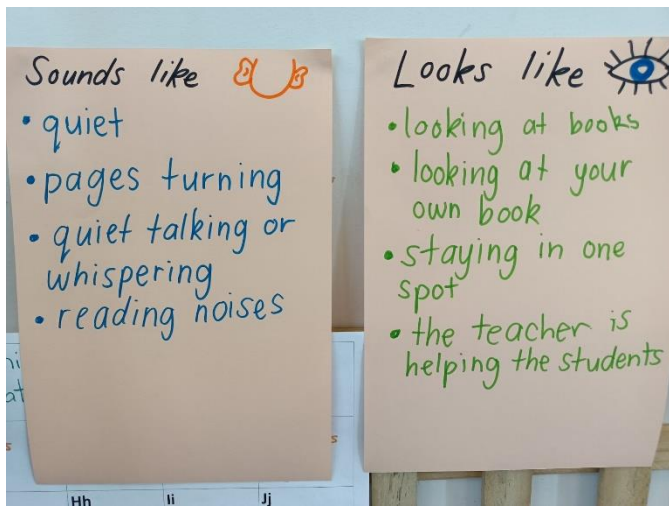 Sounds like
• quiet
• pages turning
• quiet talking or
whispering
• reading noises
Looks like
• looking at books
• looking at your
own book
• staying in one
spot
• the teacher is
helping the students
Hh
Ii
Jj